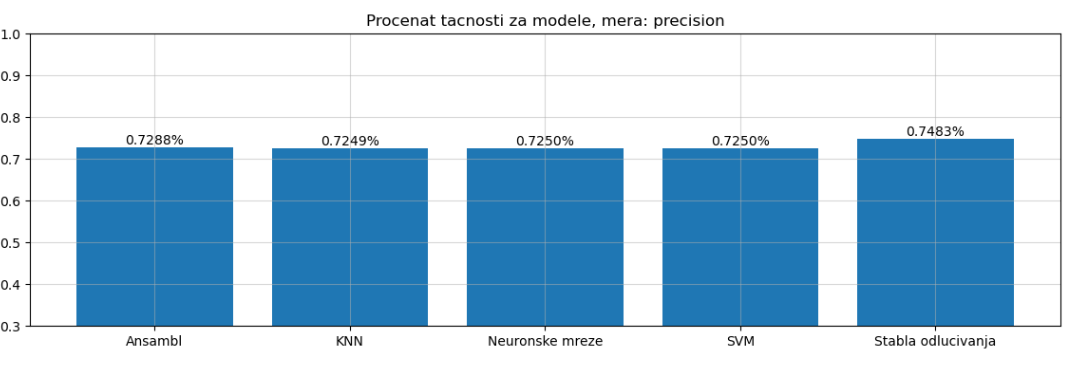 Procenat tacnosti za modele, mera: precision
1.0
0.9
0.8
0.7
0.6
0.5
0.4
0.3
0.7288% 0.7249% 0.7250% 0.7250% 0.7483%
Ansambl KNN Neuronske mreze SVM Stabla odlucivanja